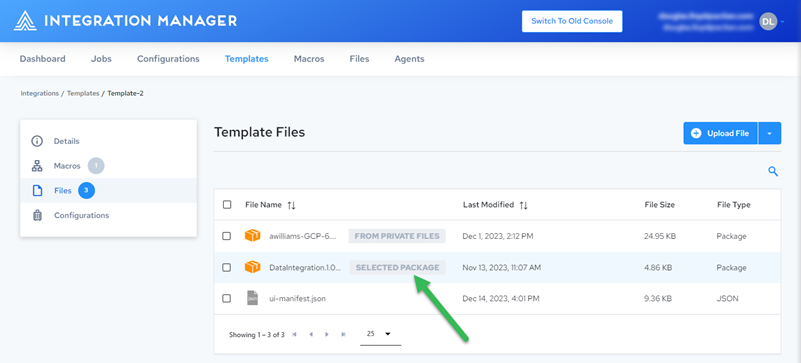 INTEGRATION MANAGER
Switch To Old Console
DL
Dashboard Jobs Configurations Templates Macros Files Agents
Integrations / Templates / Template-2
Details
Macros 1
Files 3
Configurations
Template Files
Upload File
File Name Last Modified File Size File Type
awilliams-GCP-6.... FROM PRIVATE FILES Dec 1, 2023, 2:12 PM 24.95 KB Package
DataIntegration.1.0... SELECTED PACKAGE Nov 13, 2023, 11:07 AM 4.86 KB Package
ui-manifest.json Dec 14, 2023, 4:01 PM 9.36 KB JSON
Showing 1 – 3 of 3 25